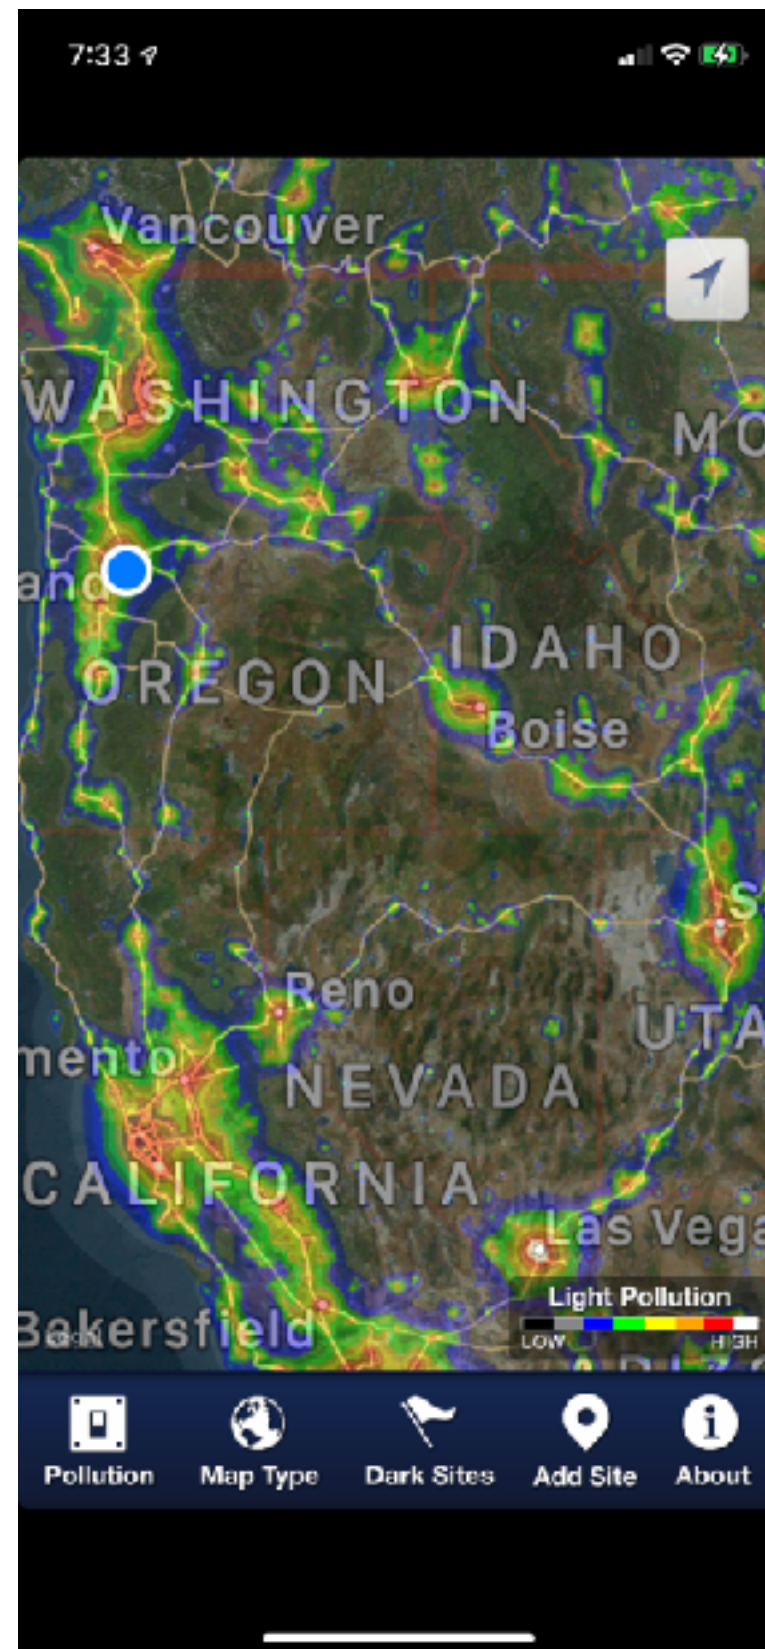 7:33
Vancouver
WASHINGTON
MO
and
IDAHO
OREGON
Boise
S
Reno
UTA
mento
NEVADA
CALIFORNIA
Las Vega
Light Pollution
Bakersfield
LOW HIGH
Pollution Map Type Dark Sites Add Site About